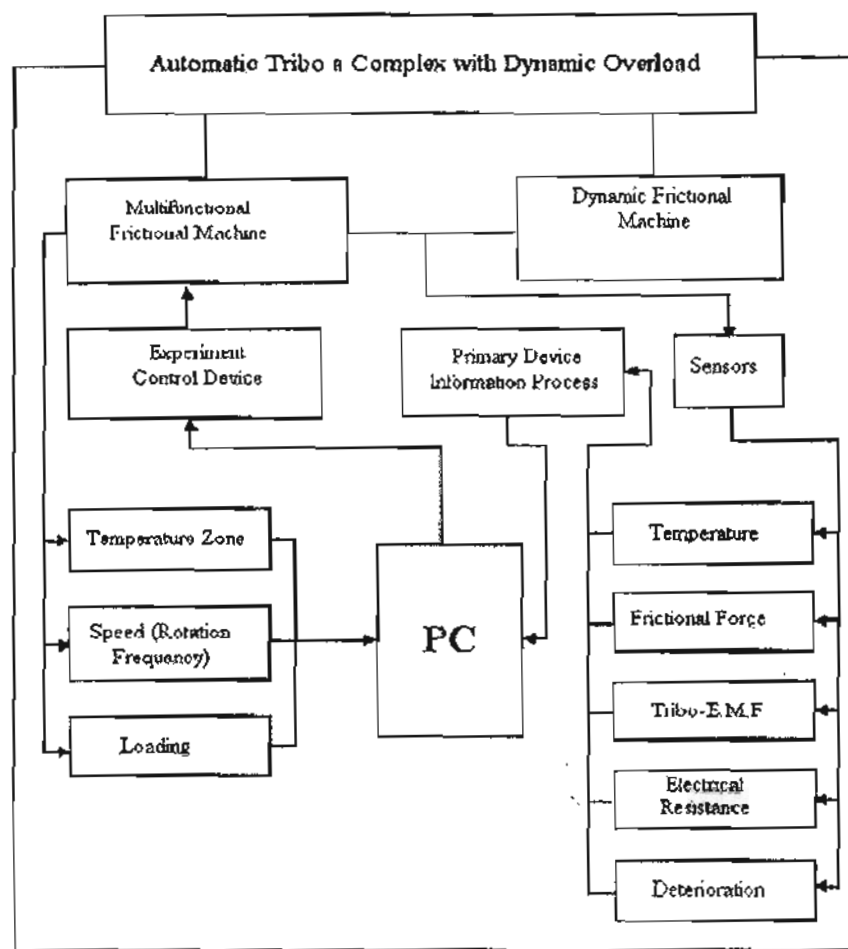 Automatic Tribo a Complex with Dynamic Overload
Multifunctional
Frictional Machine
Dynamic Frictional
Machine
Experiment
Control Device
Primary Device
Information Process
Sensors
Temperature Zone
Speed (Rotation
Frequency)
Loading
PC
Temperature
Frictional Force
Tribo-E.M.F
Electrical
Resistance
Deterioration